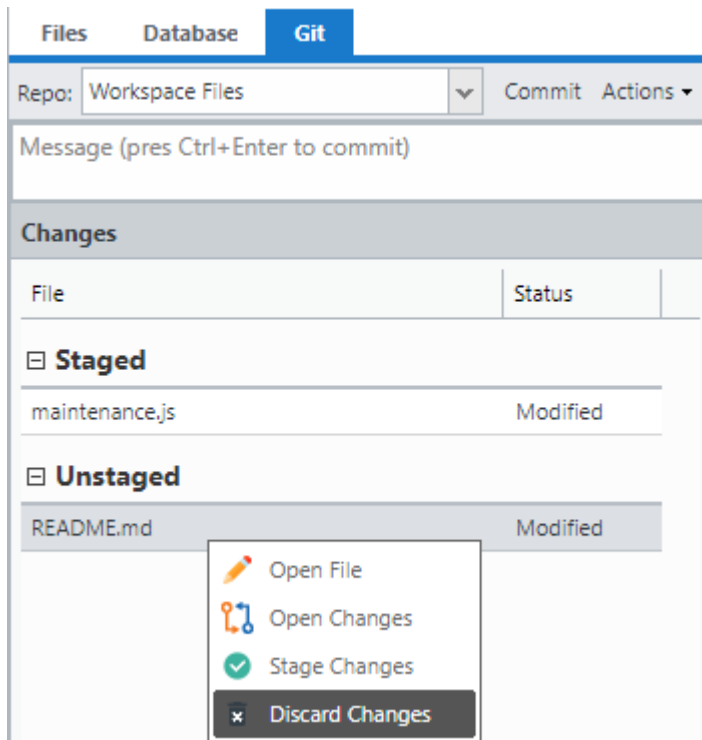 Files Database Git
Repo: Workspace Files Commit Actions
Message (pres Ctrl+Enter to commit)
Changes
File Status
Staged
maintenance.js Modified
Unstaged
README.md Modified
Open File
Open Changes
Stage Changes
Discard Changes